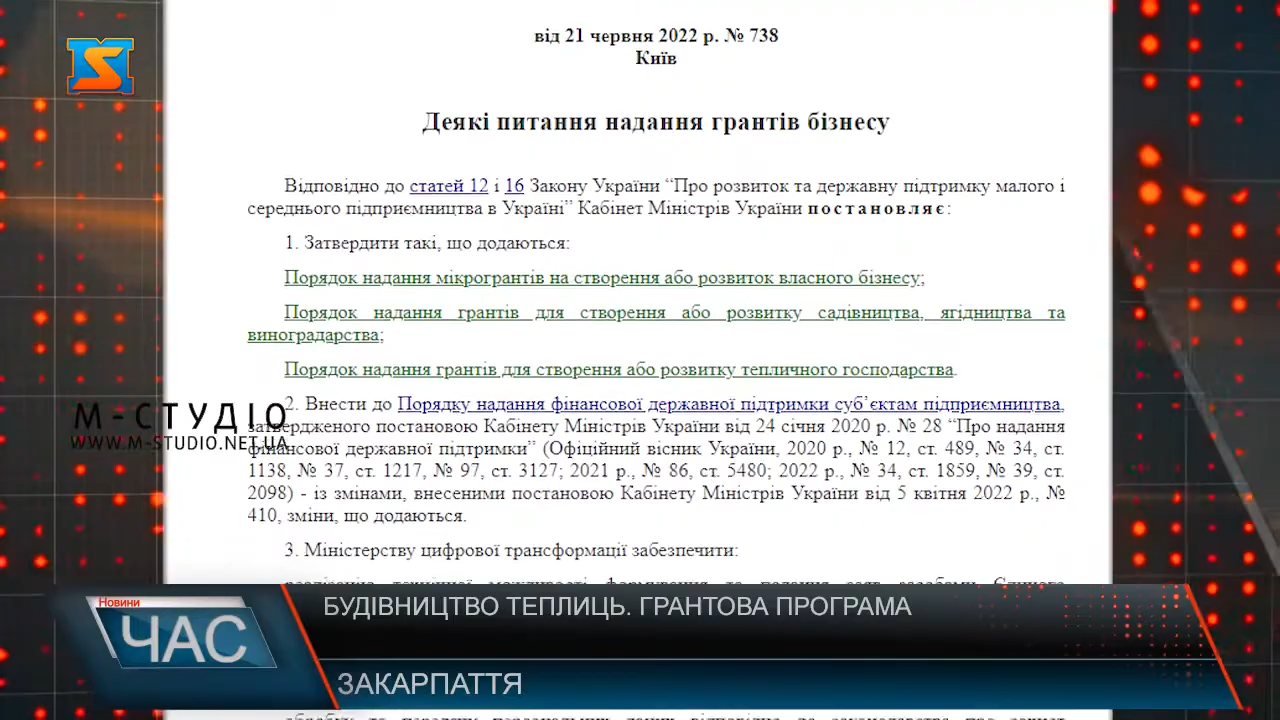 від 21 червня 2022 р. № 738
Київ
Деякі питання надання грантів бізнесу
Відповідно до статей 12 і 16 Закону України “Про розвиток та державну підтримку малого і
середнього підприємництва в Україні” Кабінет Міністрів України постановляє:
1. Затвердити такі, що додаються:
Порядок надання мікрогрантів на створення або розвиток власного бізнесу;
Порядок надання грантів для створення або розвитку садівництва, ягідництва та
виноградарства;
Порядок надання грантів для створення або розвитку тепличного господарства.
2. Внести до Порядку надання фінансової державної підтримки суб’єктам підприємництва,
затвердженого постановою Кабінету Міністрів України від 24 січня 2020 р. № 28 “Про надання
фінансової державної підтримки” (Офіційний вісник України, 2020 р., № 12, ст. 489, № 34, ст.
1138, № 37, ст. 1217, № 97, ст. 3127; 2021 р., № 86, ст. 5480; 2022 р., № 34, ст. 1859, № 39, ст.
2098) - із змінами, внесеними постановою Кабінету Міністрів України від 5 квітня 2022 р., №
410, зміни, що додаються.
3. Міністерству цифрової трансформації забезпечити:
М-СТУДІО
WWW.M-STUDIO.NET.UA
Новини
ЧАС
БУДІВНИЦТВО ТЕПЛИЦЬ. ГРАНТОВА ПРОГРАМА
ЗАКАРПАТТЯ